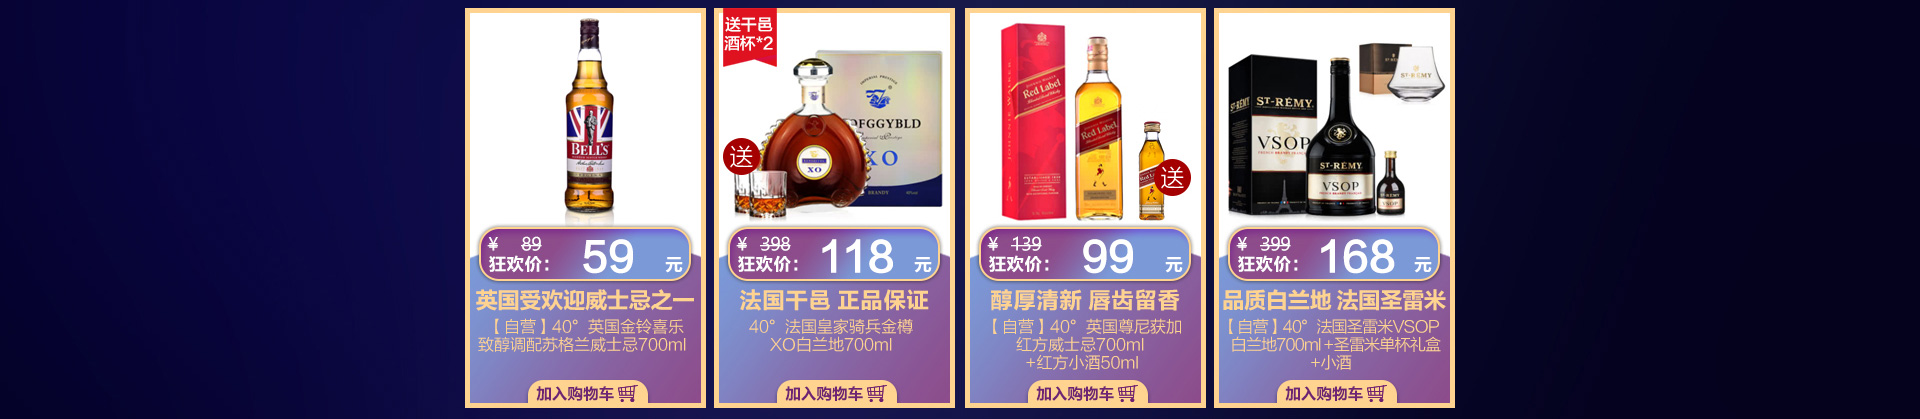 BELL'S
¥ 89
狂欢价： 59 元
英国受欢迎威士忌之一
【自营】40°英国金铃喜乐
致醇调配苏格兰威士忌700ml
加入购物车
送干邑
酒杯*2
送
FGGYBLD
XO
XO
BRANDY
¥ 398
狂欢价： 118 元
法国干邑 正品保证
40°法国皇家骑兵金樽
XO白兰地700ml
加入购物车
Red Label
Red Label
送
¥ 139
狂欢价： 99 元
醇厚清新 唇齿留香
【自营】40°英国尊尼获加
红方威士忌700ml
+红方小酒50ml
加入购物车
ST-RÉMY
ST-RÉMY
VSOP
ST-RÉMY
VSOP
ST-RÉMY
VSOP
ST-RÉMY
¥ 399
狂欢价： 168 元
品质白兰地 法国圣雷米
【自营】40°法国圣雷米VSOP
白兰地700ml+圣雷米单杯礼盒
+小酒
加入购物车